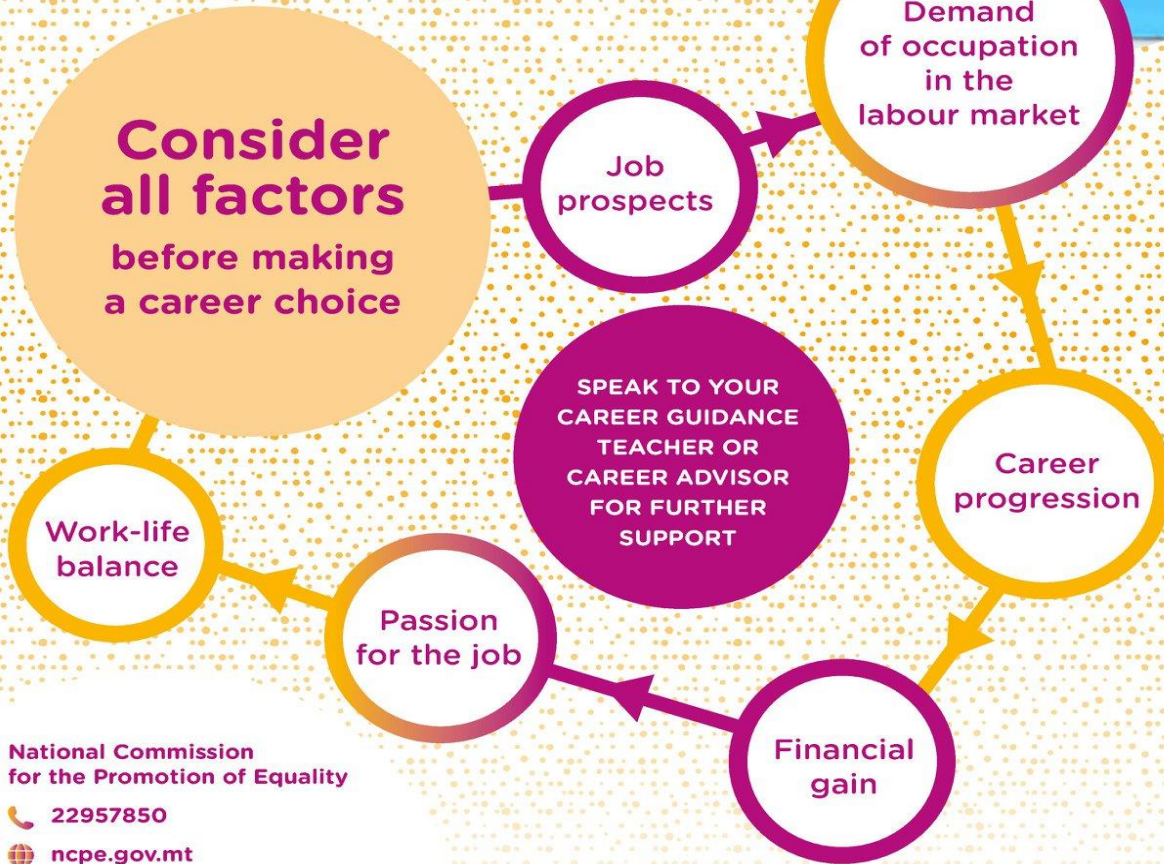 Consider
all factors
before making
a career choice
Job
prospects
Demand
of occupation
in the
labour market
Career
progression
Financial
gain
Passion
for the job
Work-life
balance
SPEAK TO YOUR
CAREER GUIDANCE
TEACHER OR
CAREER ADVISOR
FOR FURTHER
SUPPORT
National Commission
for the Promotion of Equality
22957850
ncpe.gov.mt